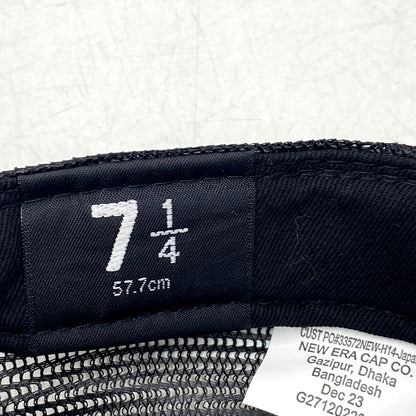 7 1/4
57.7cm
CUST PO#33572NEW-H14-Japa
NEW ERA CAP CO.
Gazipur, Dhaka
Bangladesh
Dec 23